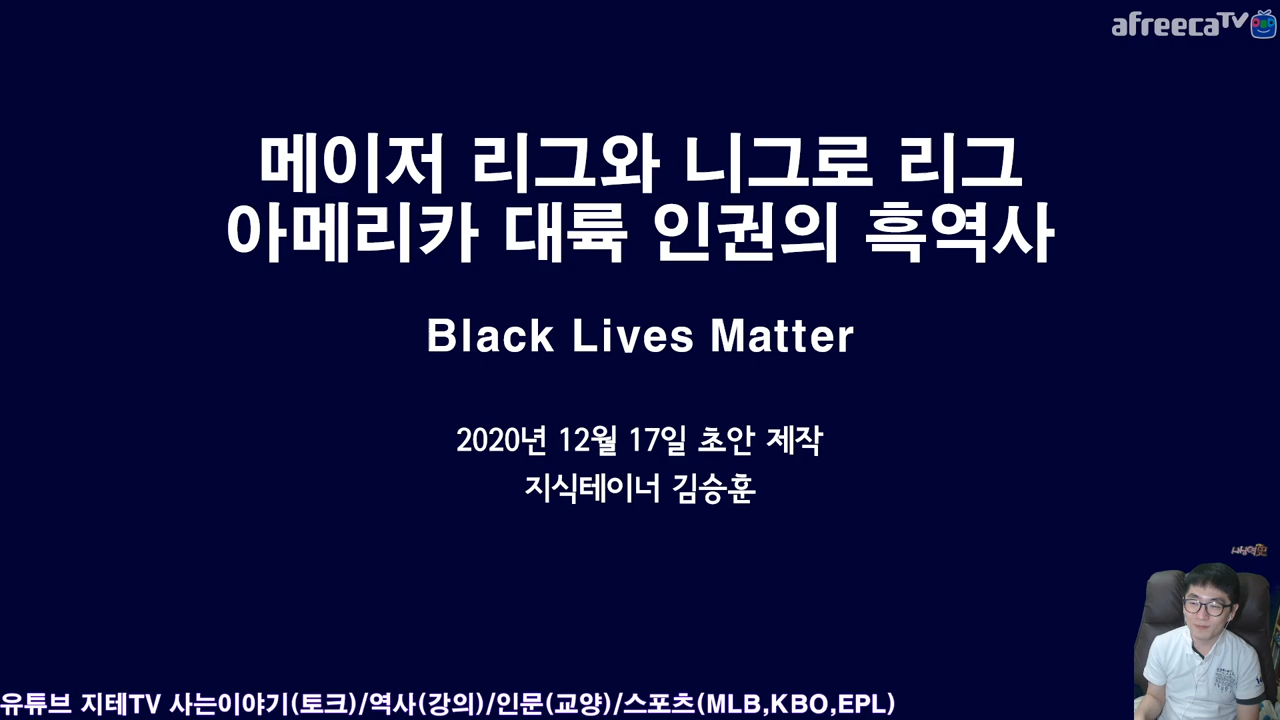 afreecaTV
메이저 리그와 니그로 리그
아메리카 대륙 인권의 흑역사
Black Lives Matter
2020년 12월 17일 초안 제작
지식테이너 김승훈
유튜브 지테TV 사는이야기(토크)/역사(강의)/인문(교양)/스포츠(MLB,KBO,EPL)